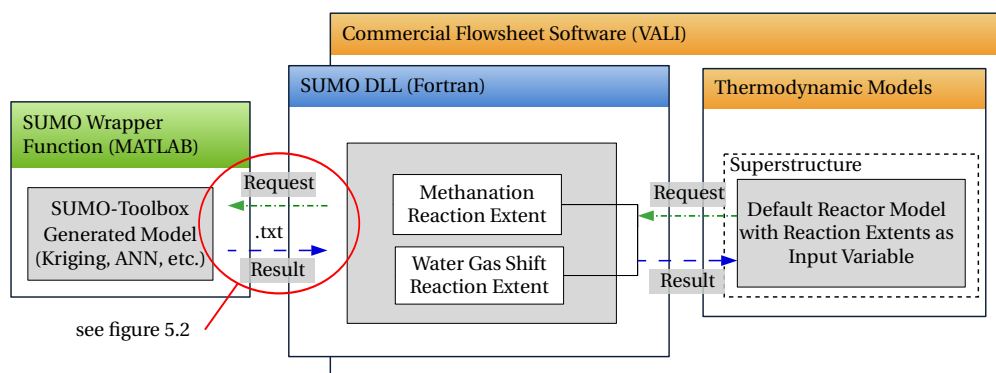 Commercial Flowsheet Software (VALI)
SUMO DLL (Fortran)
Thermodynamic Models
SUMO Wrapper
Function (MATLAB)
Superstructure
Request
Methanation
Reaction Extent
Request
SUMO-Toolbox
Generated Model
(Kriging, ANN, etc.)
.txt
Default Reactor Model
with Reaction Extents as
Input Variable
Result
Water Gas Shift
Reaction Extent
Result
see figure 5.2